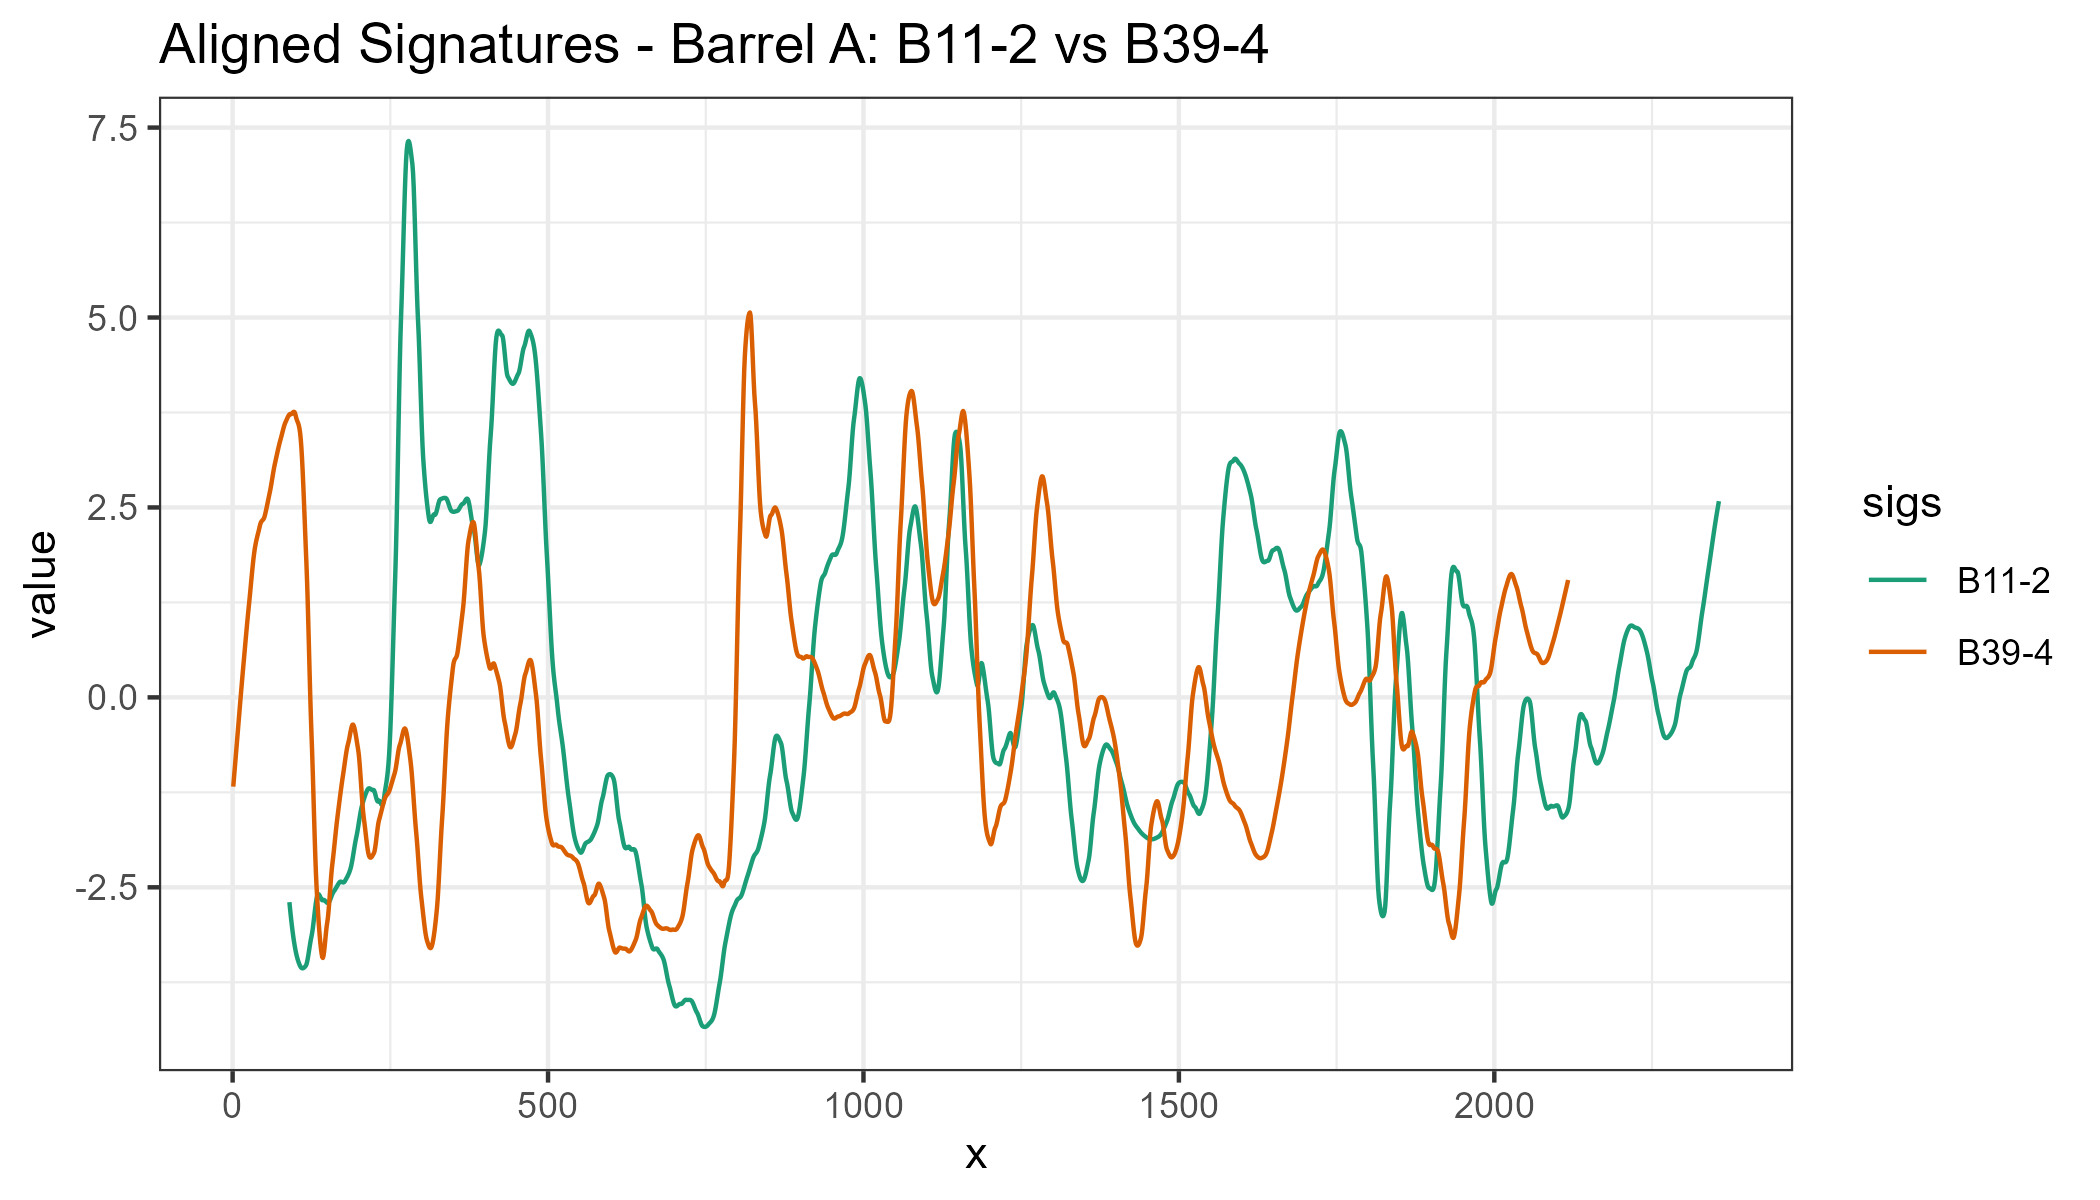 Aligned Signatures - Barrel A: B11-2 vs B39-4
7.5
5.0
2.5
0.0
-2.5
value
0 500 1000 1500 2000
x
sigs
B11-2
B39-4